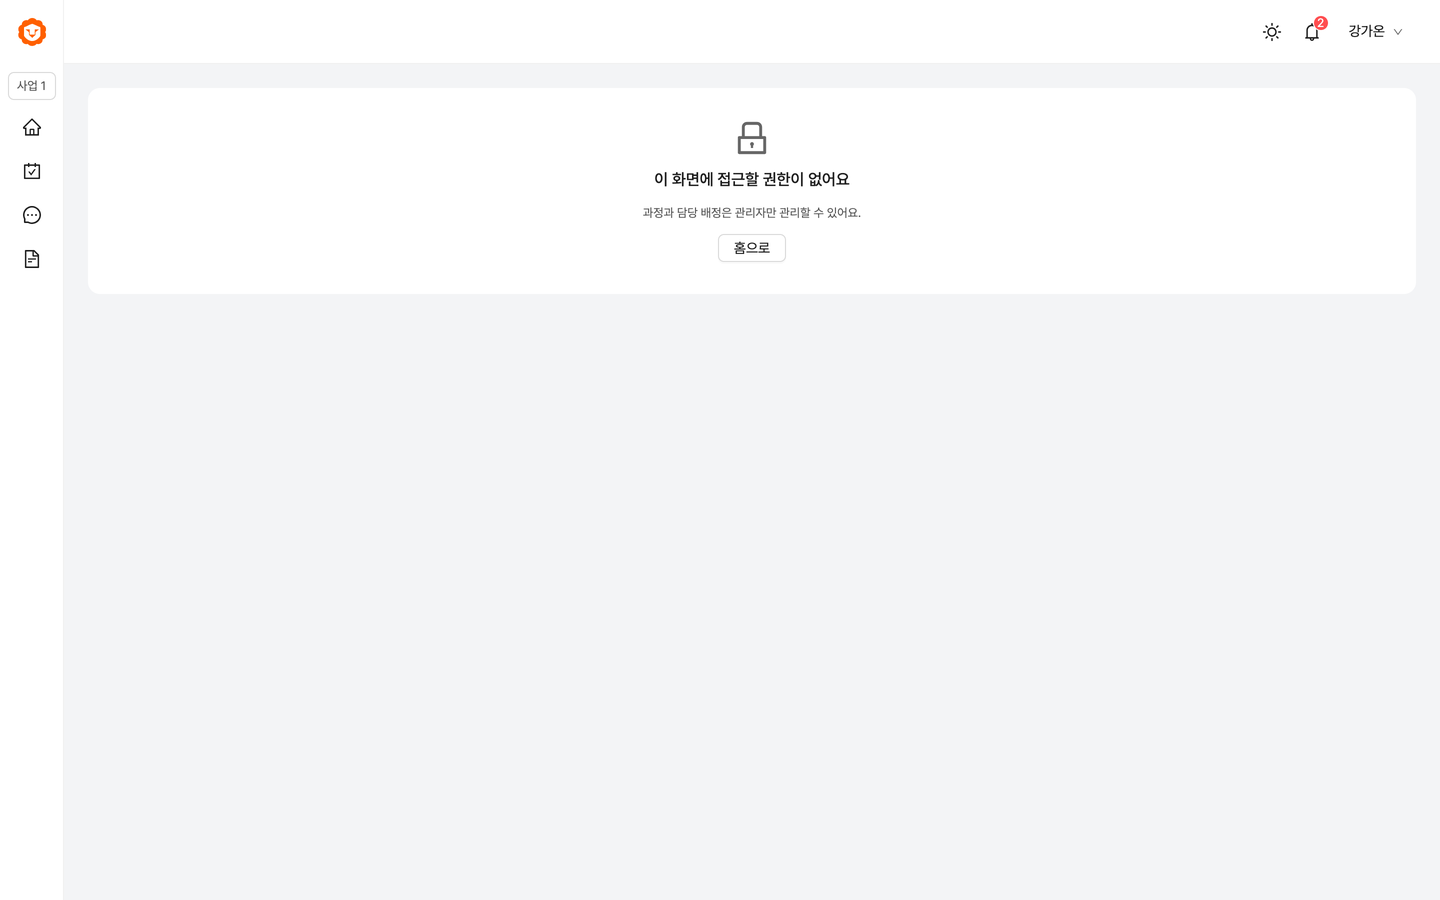 2
강가온
사업 1
이 화면에 접근할 권한이 없어요
과정과 담당 배정은 관리자만 관리할 수 있어요.
홈으로